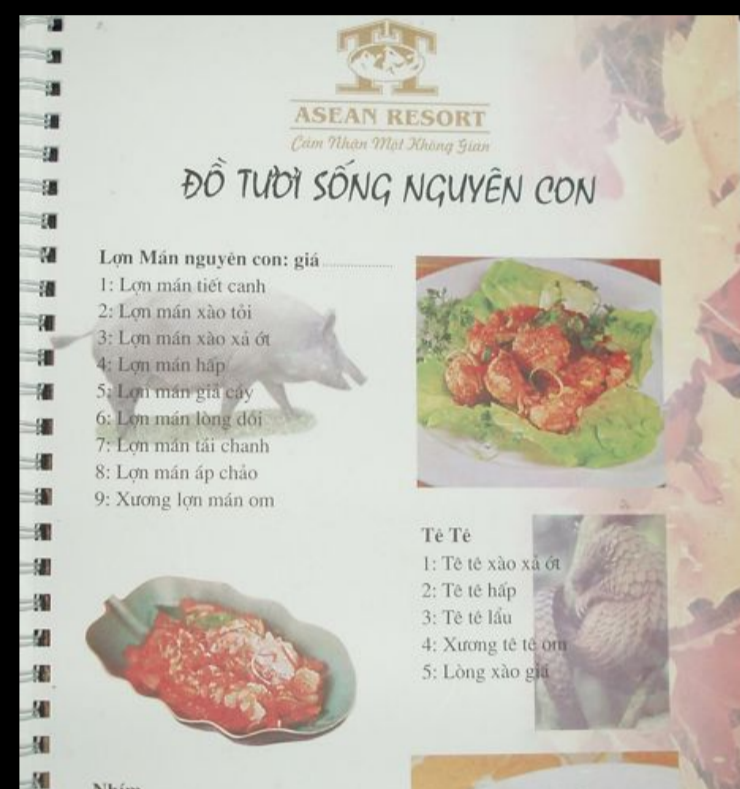 ASEAN RESORT
Cảm Nhận Một Không Gian
ĐỒ TƯƠI SỐNG NGUYÊN CON
Lợn Mán nguyên con: giá ................
1: Lợn mán tiết canh
2: Lợn mán xào tỏi
3: Lợn mán xào xả ớt
4: Lợn mán hấp
5: Lợn mán giả cầy
6: Lợn mán lòng dồi
7: Lợn mán tái chanh
8: Lợn mán áp chảo
9: Xương lợn mán om
Tê Tê
1: Tê tê xào xả ớt
2: Tê tê hấp
3: Tê tê lẩu
4: Xương tê tê om
5: Lòng xào giá
Nhím